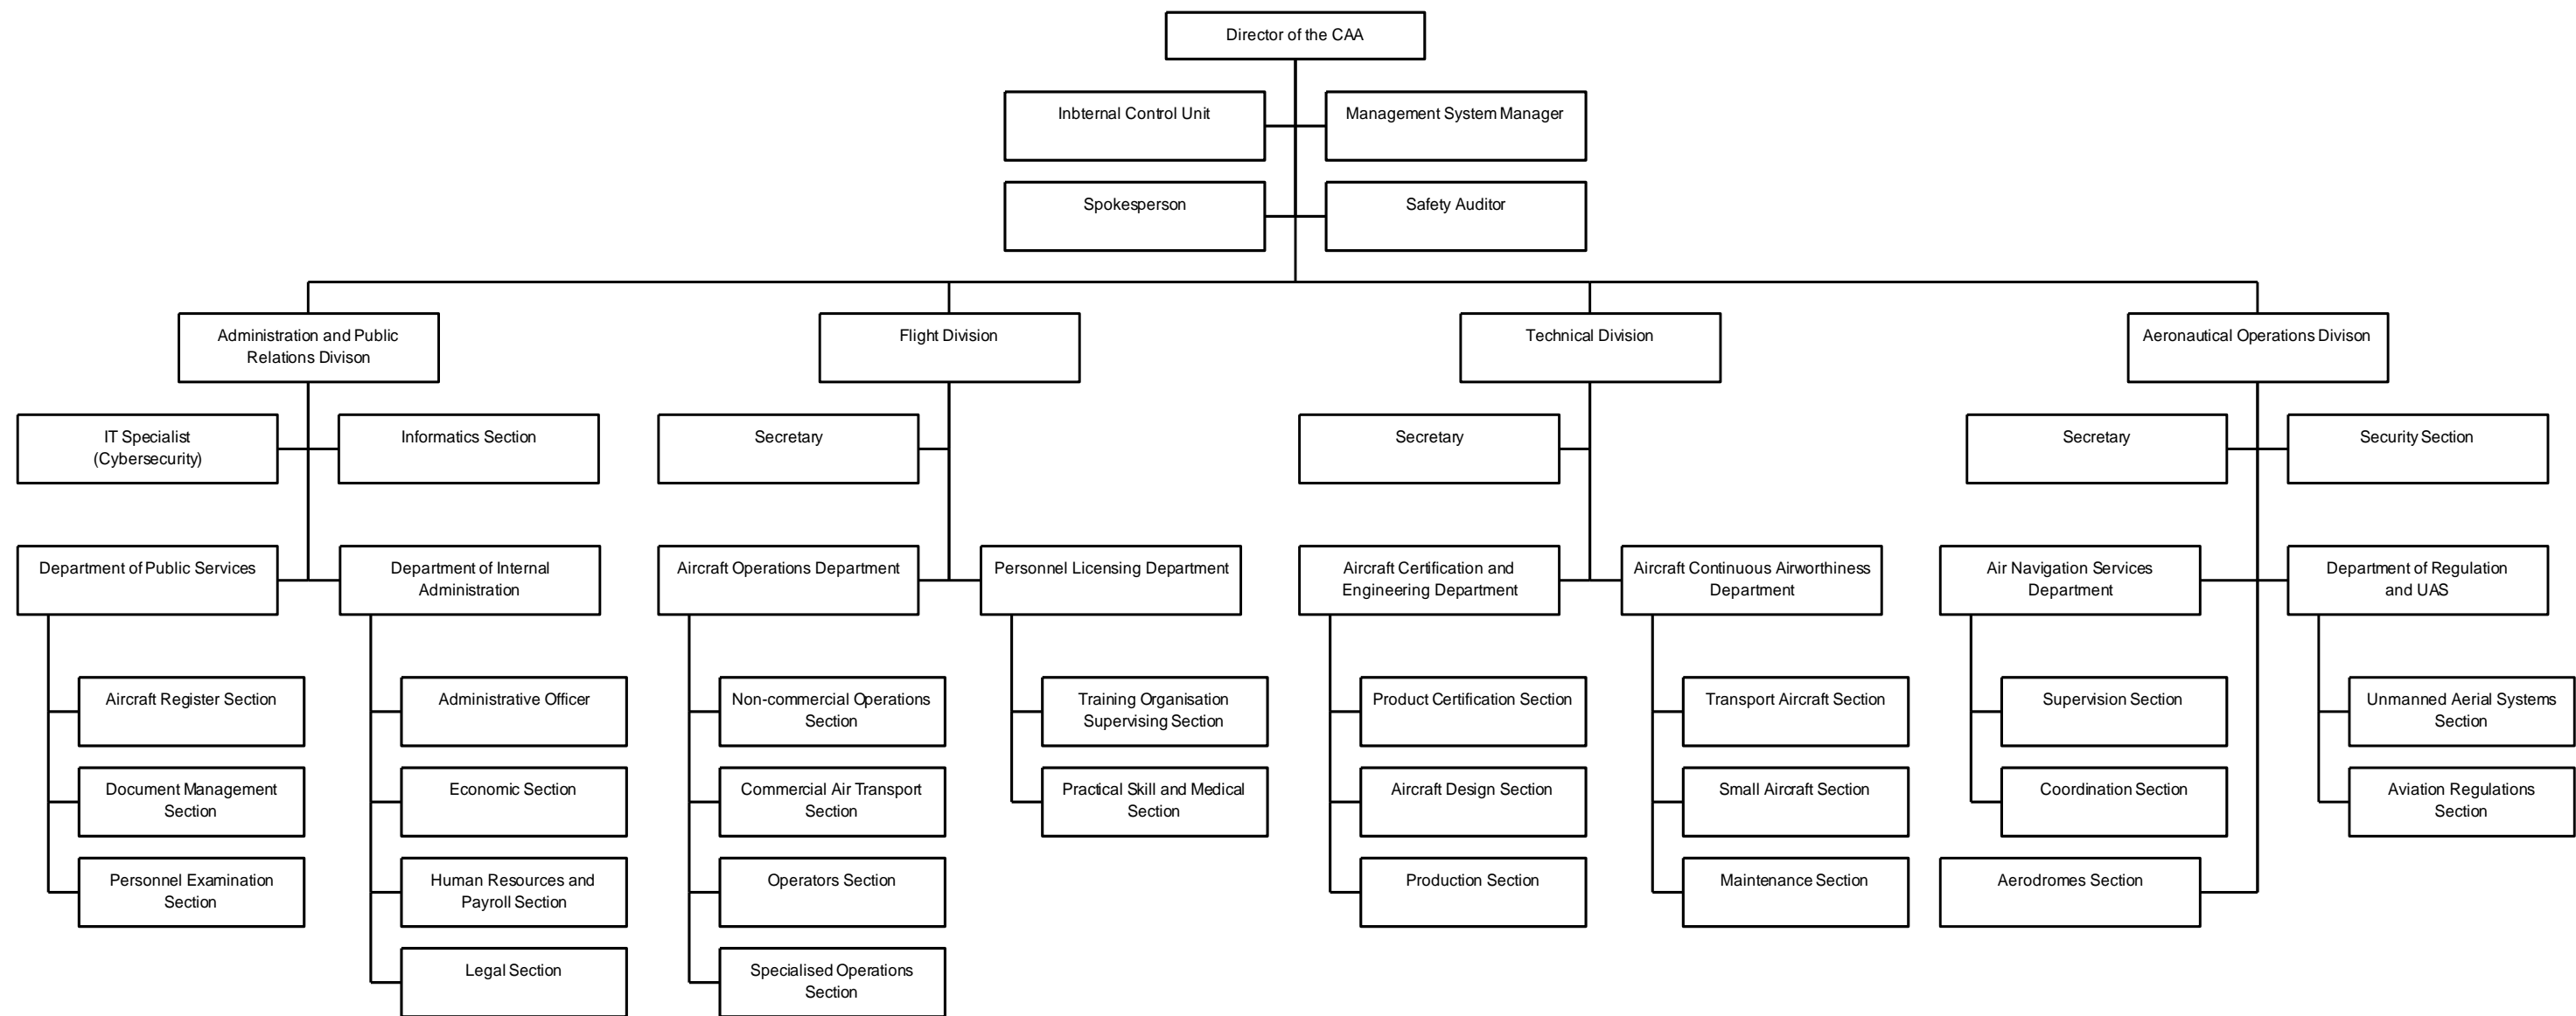 Director of the CAA
Inbternal Control Unit
Management System Manager
Spokesperson
Safety Auditor
Administration and Public
Relations Divison
Flight Division
Technical Division
Aeronautical Operations Divison
IT Specialist
(Cybersecurity)
Informatics Section
Secretary
Secretary
Secretary
Security Section
Department of Public Services
Department of Internal
Administration
Aircraft Operations Department
Personnel Licensing Department
Aircraft Certification and
Engineering Department
Aircraft Continuous Airworthiness
Department
Air Navigation Services
Department
Department of Regulation
and UAS
Aircraft Register Section
Administrative Officer
Non-commercial Operations
Section
Training Organisation
Supervising Section
Product Certification Section
Transport Aircraft Section
Supervision Section
Unmanned Aerial Systems
Section
Document Management
Section
Economic Section
Commercial Air Transport
Section
Practical Skill and Medical
Section
Aircraft Design Section
Small Aircraft Section
Coordination Section
Aviation Regulations
Section
Personnel Examination
Section
Human Resources and
Payroll Section
Operators Section
Production Section
Maintenance Section
Aerodromes Section
Legal Section
Specialised Operations
Section